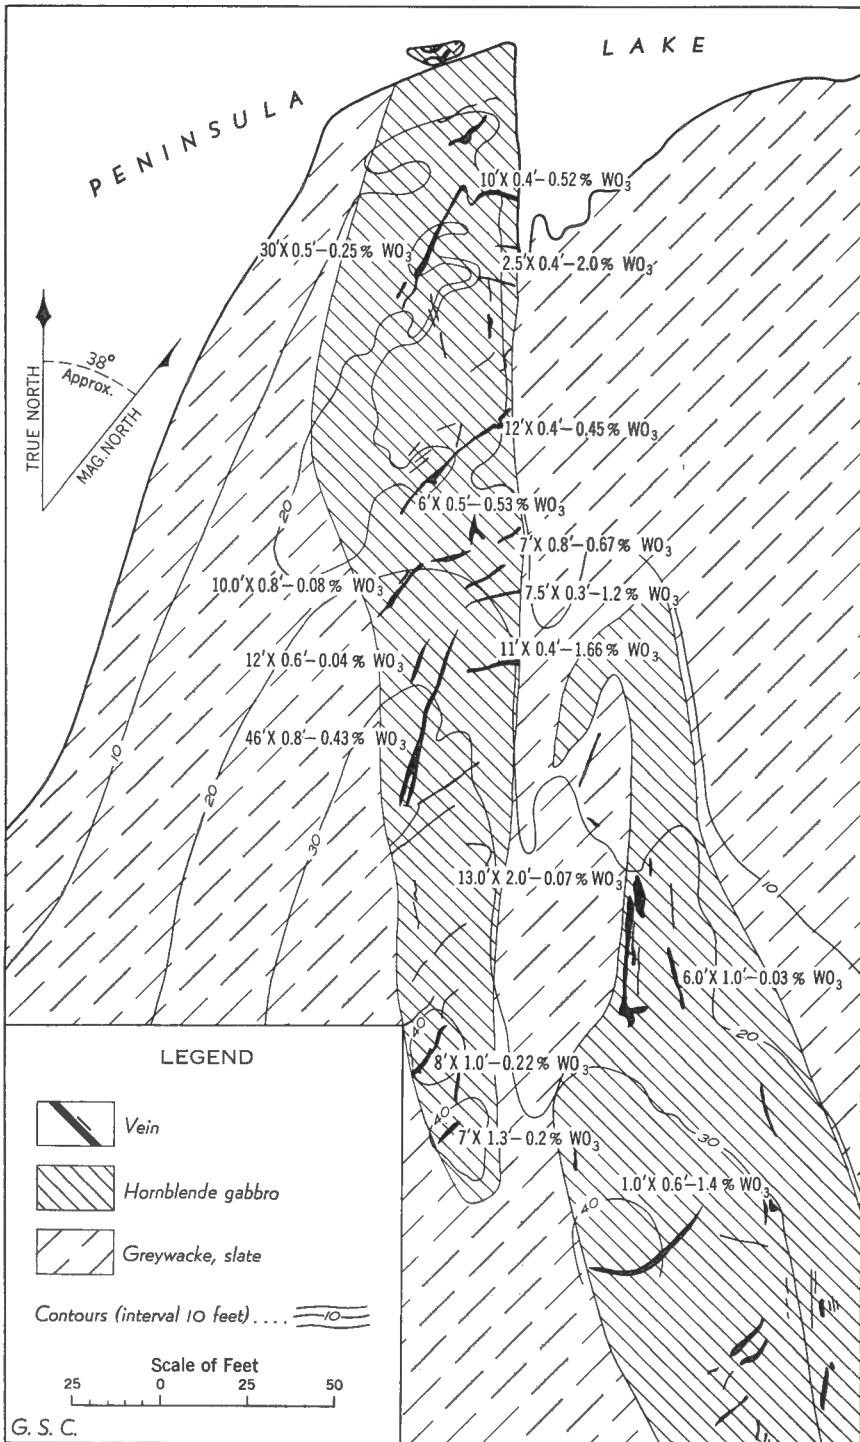 LAKE
PENINSULA
10'X 0.4'–0.52% WO₃
30'X 0.5'–0.25% WO₃
2.5'X 0.4'–2.0% WO₃
38°
Approx.
TRUE NORTH
MAG. NORTH
12'X 0.4'–0.45% WO₃
20
6'X 0.5'–0.53% WO₃
7'X 0.8'–0.67% WO₃
10.0'X 0.8'–0.08% WO₃
7.5'X 0.3'–1.2% WO₃
11'X 0.4'–1.66% WO₃
12'X 0.6'–0.04% WO₃
46'X 0.8'–0.43% WO₃
10
20
30
13.0'X 2.0'–0.07% WO₃
10
6.0'X 1.0'–0.03% WO₃
40
20
8'X 1.0'–0.22% WO₃
40
7'X 1.3–0.2% WO₃
30
1.0'X 0.6'–1.4% WO₃
40
LEGEND
Vein
Hornblende gabbro
Greywacke, slate
Contours (interval 10 feet)....
10
Scale of Feet
25 0 25 50
G. S. C.